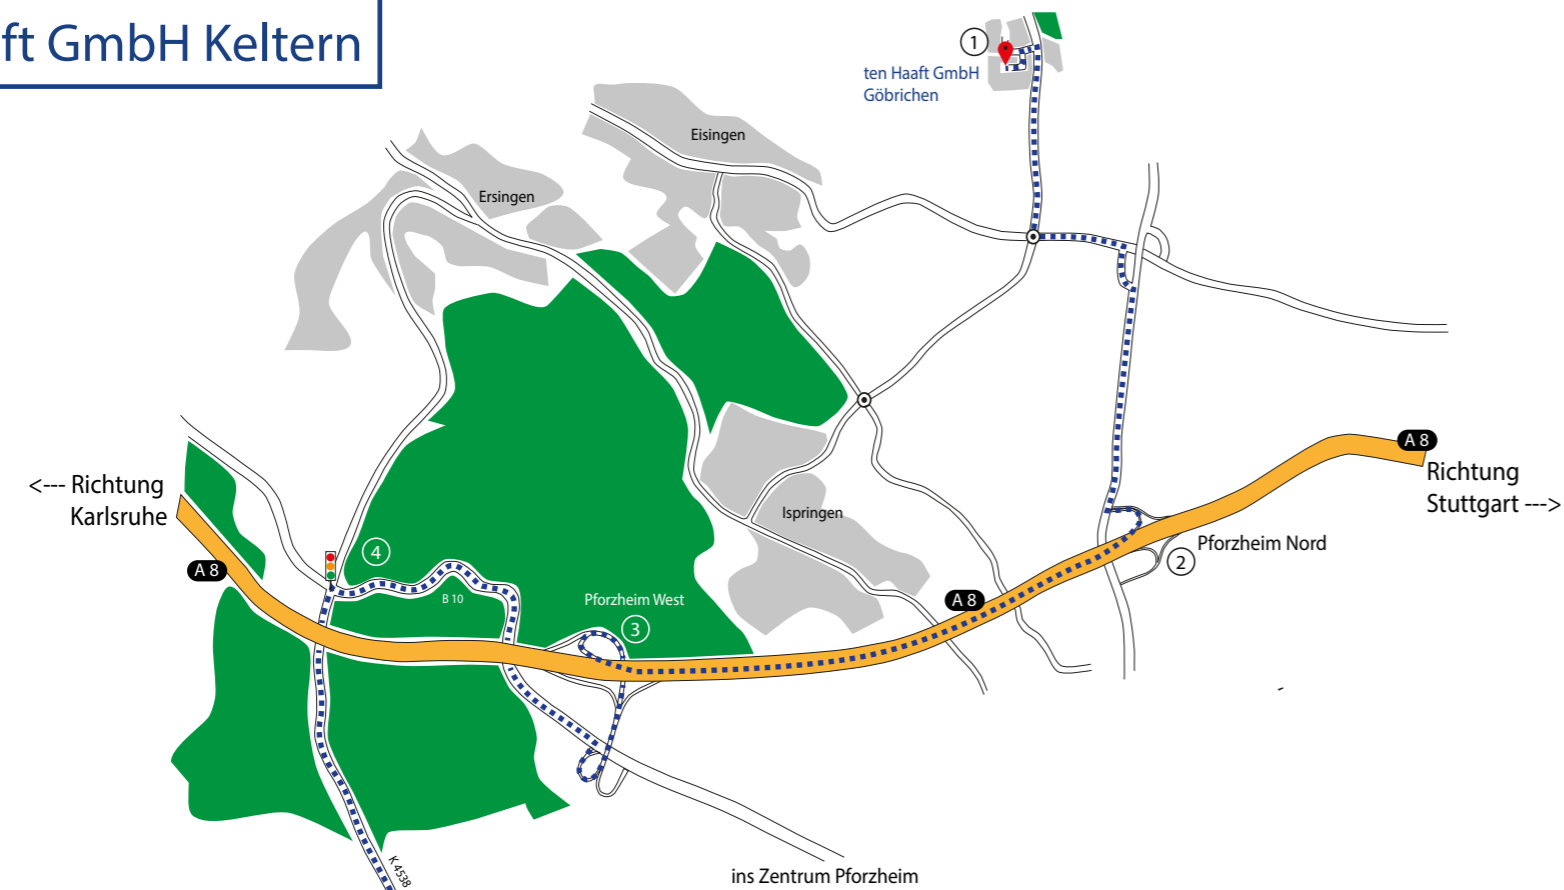 ft GmbH Keltern
1
ten Haaft GmbH
Göbrichen
Eisingen
Ersingen
A 8
Richtung
Stuttgart --->
<--- Richtung
Karlsruhe
Ispringen
Pforzheim Nord
2
4
A 8
B 10
Pforzheim West
3
A 8
K 4538
ins Zentrum Pforzheim